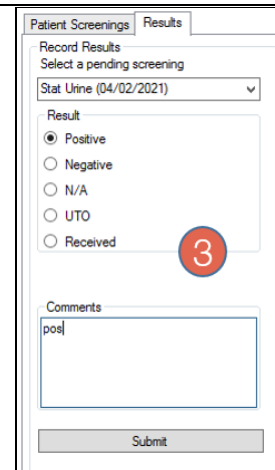 Patient Screenings Results
Record Results
Select a pending screening
Stat Urine (04/02/2021)
Result
Positive
Negative
N/A
UTO
Received
3
Comments
pos
Submit